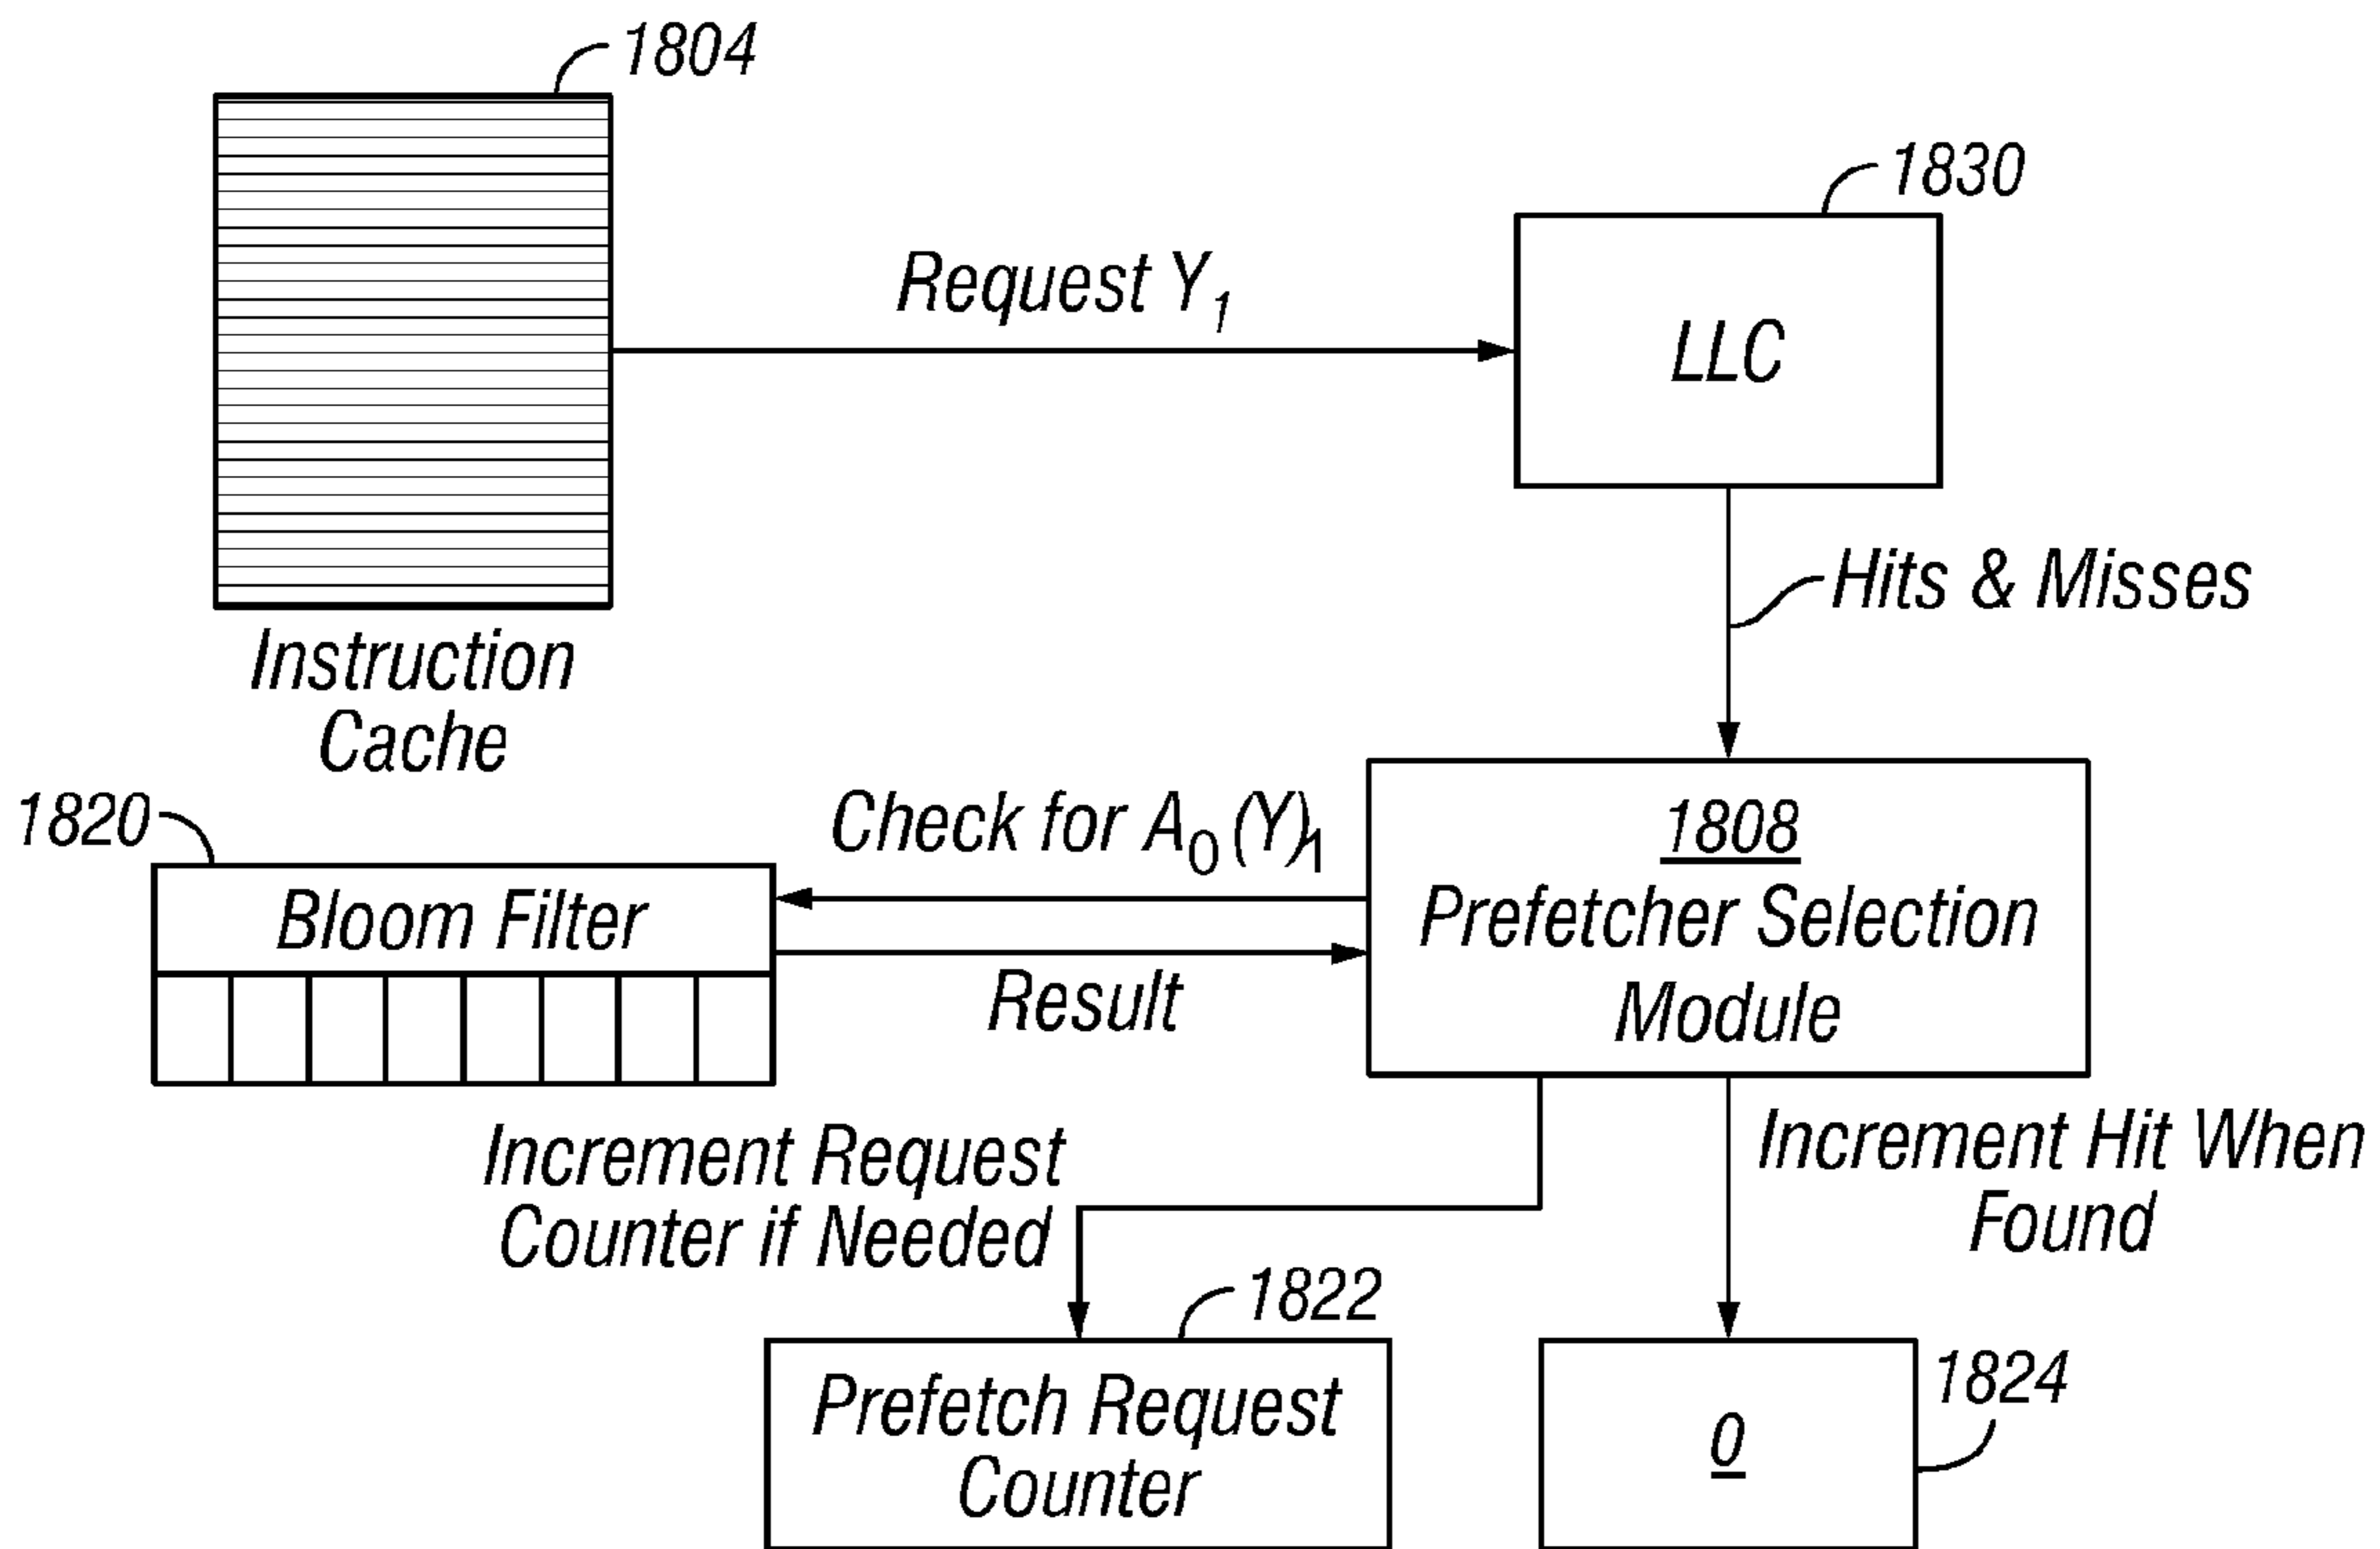 1804
1830
Request Y1
LLC
Hits & Misses
Instruction
Cache
1820
Check for A0 (Y)1
1808
Bloom Filter
Prefetcher Selection
Result
Module
Increment Request
Counter if Needed
Increment Hit When
Found
1822
1824
Prefetch Request
Counter
0